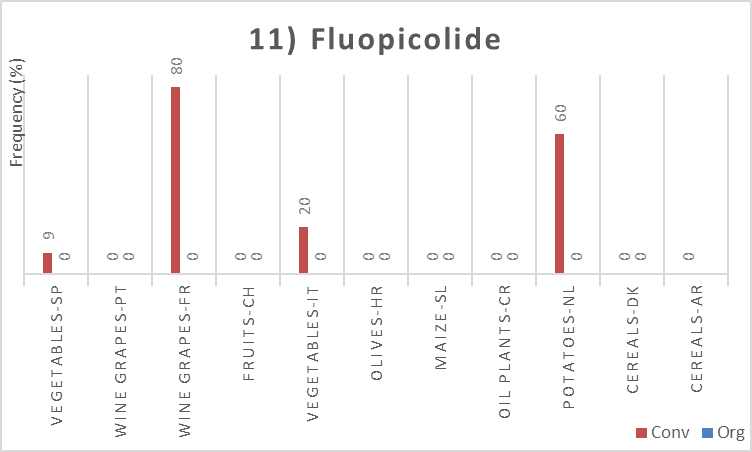 11) Fluopicolide
Frequency (%)
9 0 0 0 80 0 0 0 20 0 0 0 0 0 0 0 60 0 0 0 0
VEGETABLES-SP
WINE GRAPES-PT
WINE GRAPES-FR
FRUITS-CH
VEGETABLES-IT
OLIVES-HR
MAIZE-SL
OIL PLANTS-CR
POTATOES-NL
CEREALS-DK
CEREALS-AR
Conv Org